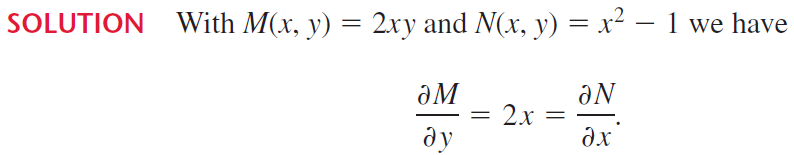 SOLUTION With M(x, y) = 2xy and N(x, y) = x² − 1 we have
∂M/∂y = 2x = ∂N/∂x.